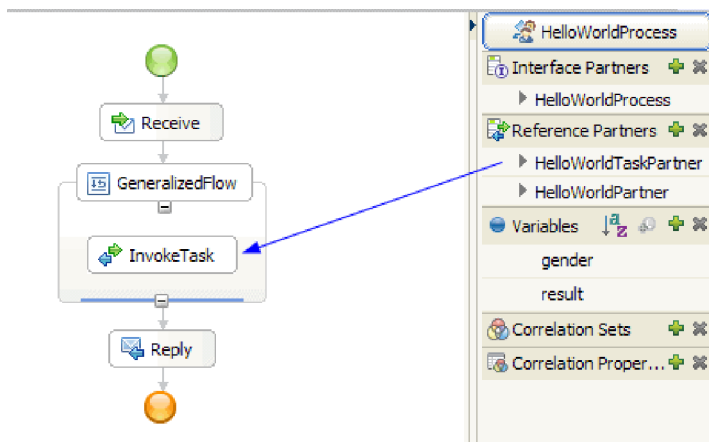 Receive
GeneralizedFlow
InvokeTask
Reply
HelloWorldProcess
Interface Partners
HelloWorldProcess
Reference Partners
HelloWorldTaskPartner
HelloWorldPartner
Variables
gender
result
Correlation Sets
Correlation Proper...